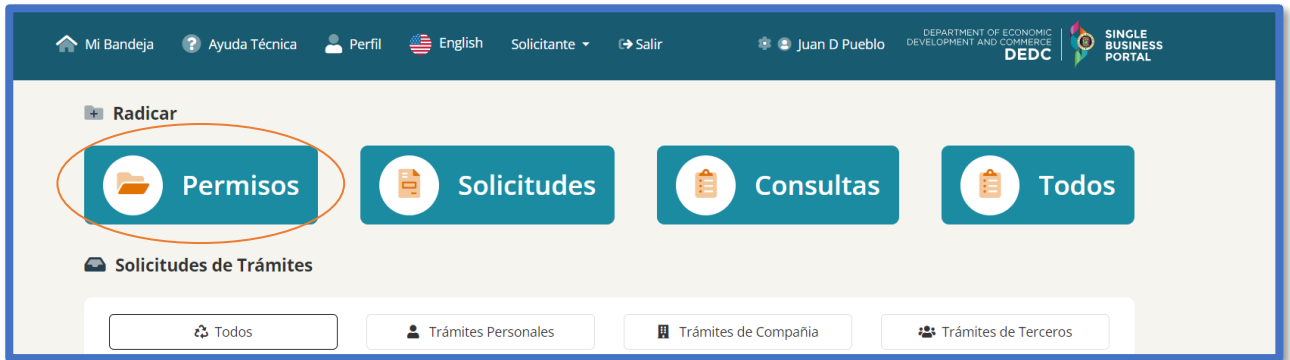 Mi Bandeja ? Ayuda Técnica Perfil English Solicitante Salir Juan D Pueblo
DEPARTMENT OF ECONOMIC
DEVELOPMENT AND COMMERCE
DEDC
SINGLE
BUSINESS
PORTAL
Radicar
Permisos Solicitudes Consultas Todos
Solicitudes de Trámites
Todos Trámites Personales Trámites de Compañia Trámites de Terceros